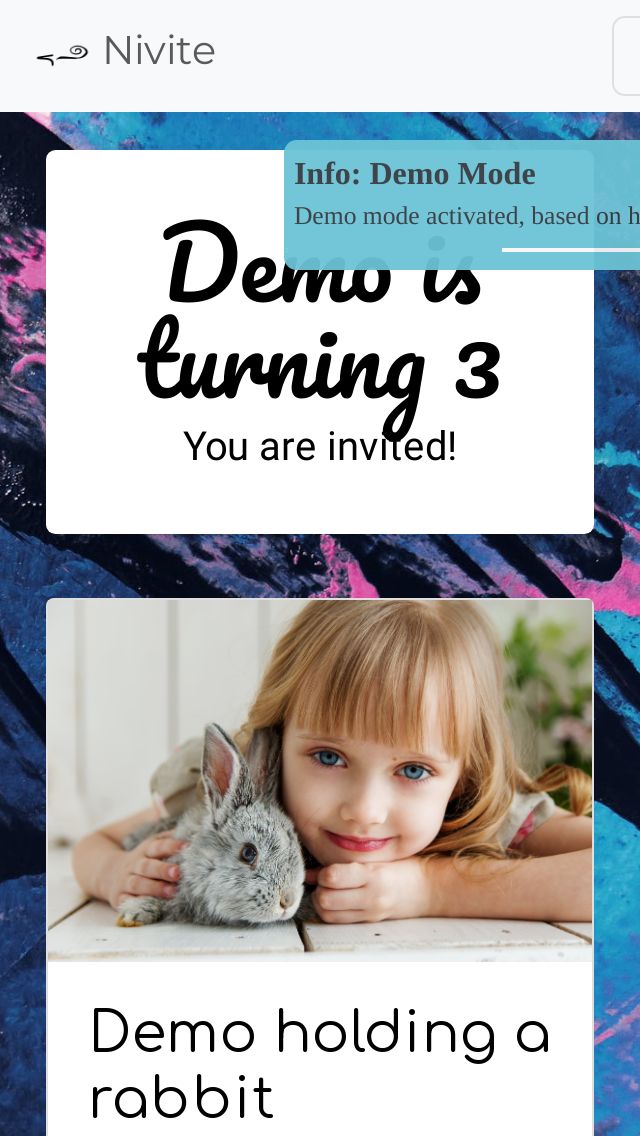 Nivite
Info: Demo Mode
Demo mode activated, based on h
Demo is
turning 3
You are invited!
Demo holding a
rabbit